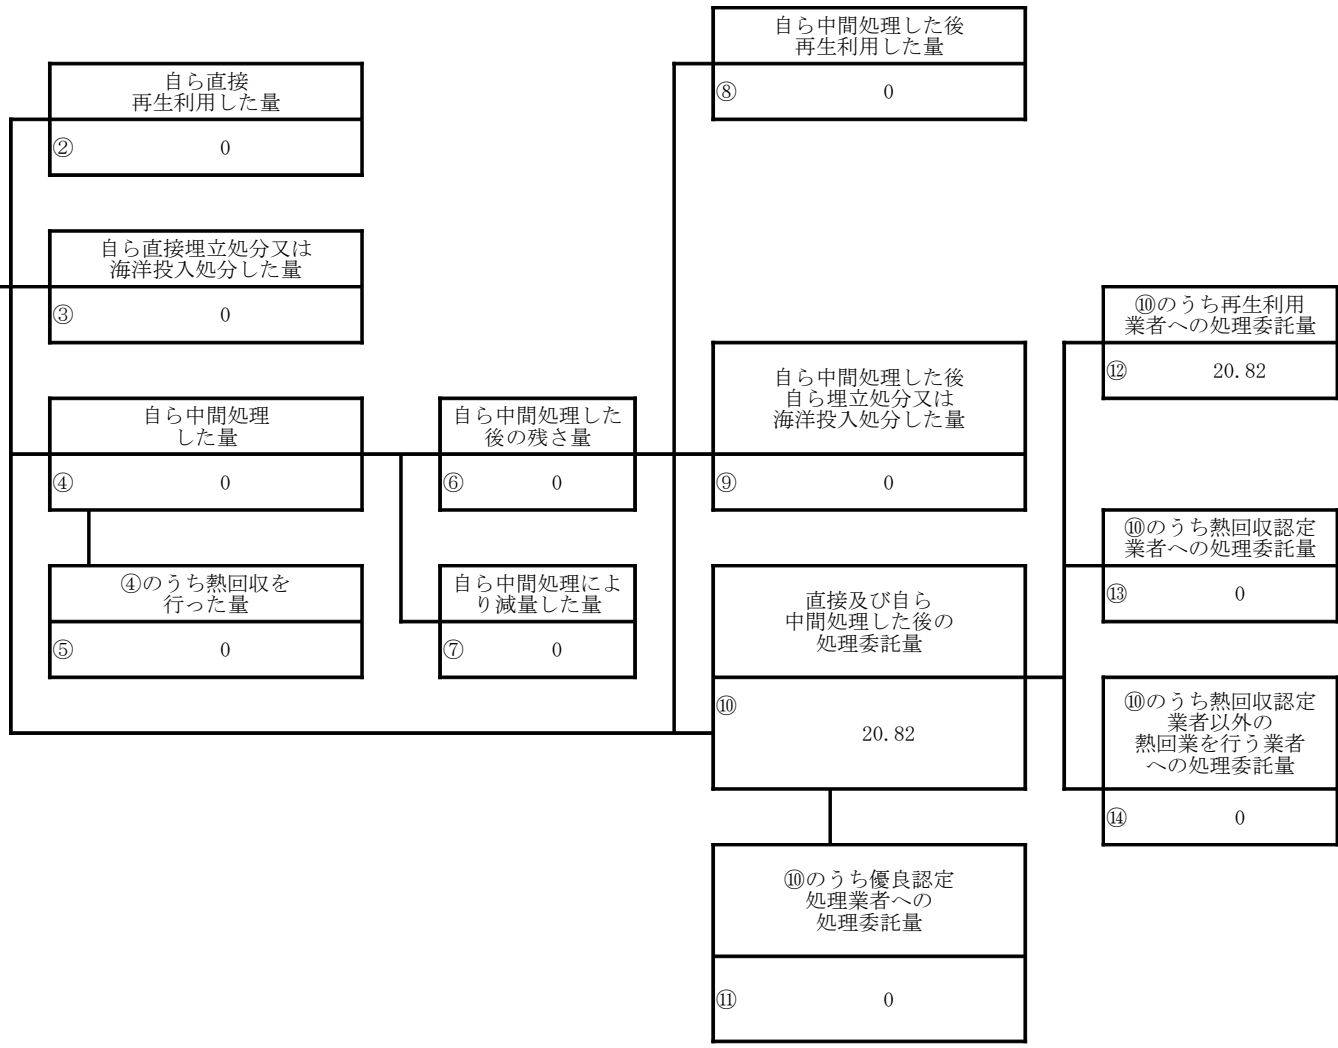 自ら中間処理した後
再生利用した量
⑧ 0
自ら直接
再生利用した量
② 0
自ら直接埋立処分又は
海洋投入処分した量
③ 0
⑩のうち再生利用
業者への処理委託量
⑫ 20.82
自ら中間処理した後
自ら埋立処分又は
海洋投入処分した量
⑨ 0
自ら中間処理
した量
④ 0
自ら中間処理した
後の残さ量
⑥ 0
⑩のうち熱回収認定
業者への処理委託量
⑬ 0
④のうち熱回収を
行った量
⑤ 0
自ら中間処理によ
り減量した量
⑦ 0
直接及び自ら
中間処理した後の
処理委託量
⑩
20.82
⑩のうち熱回収認定
業者以外の
熱回業を行う業者
への処理委託量
⑭ 0
⑩のうち優良認定
処理業者への
処理委託量
⑪ 0